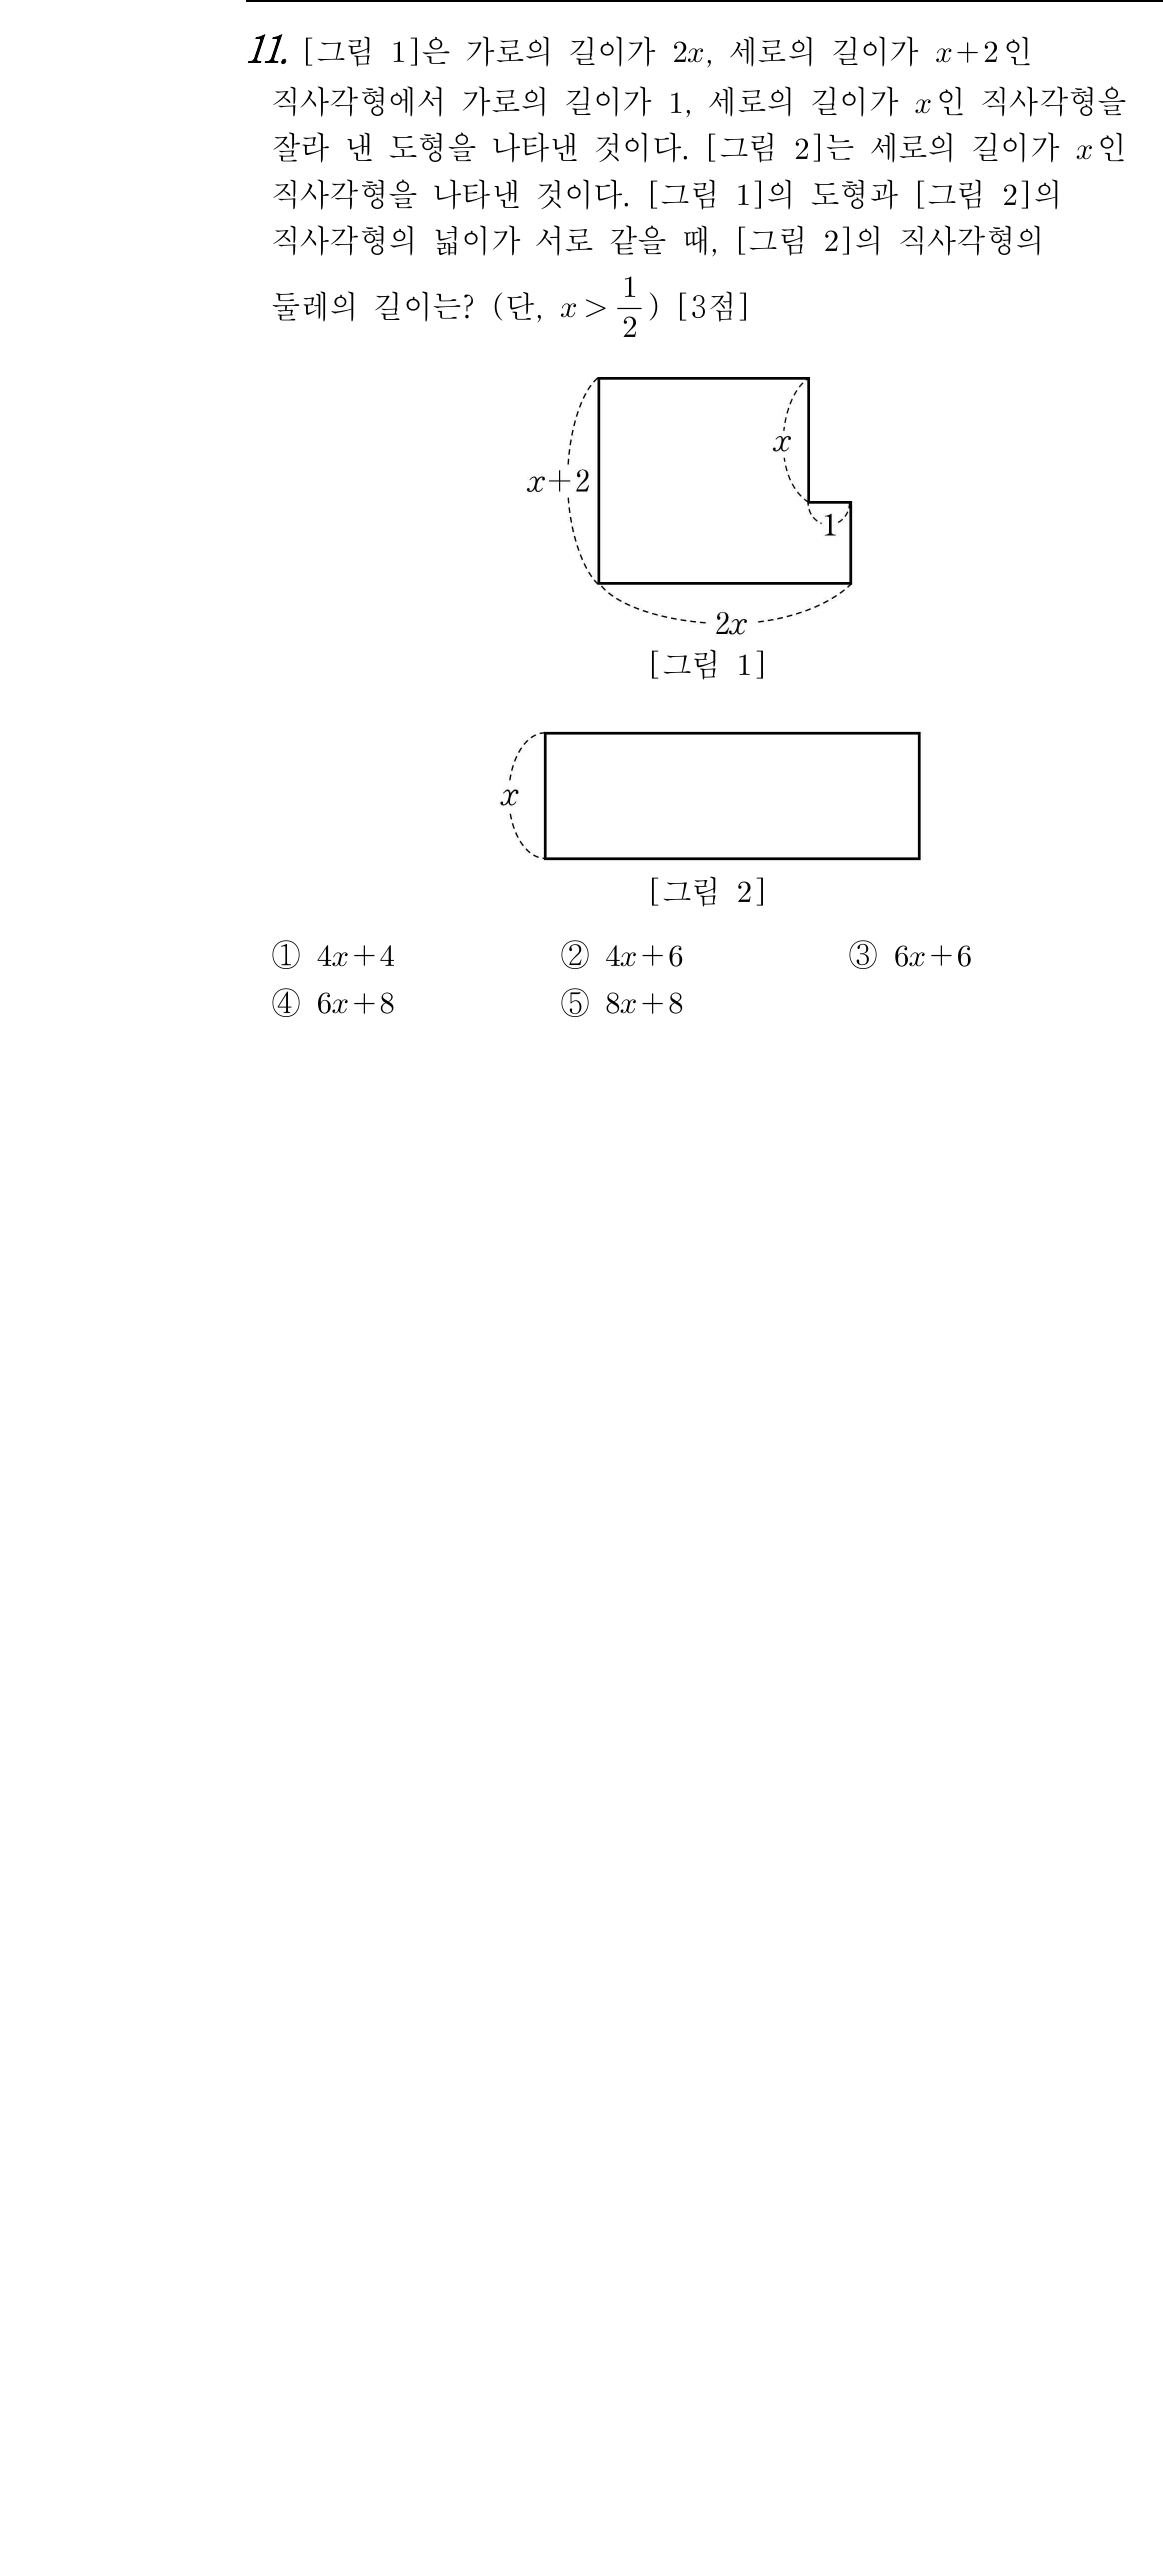 11. [그림 1]은 가로의 길이가 2x, 세로의 길이가 x+2인
직사각형에서 가로의 길이가 1, 세로의 길이가 x인 직사각형을
잘라 낸 도형을 나타낸 것이다. [그림 2]는 세로의 길이가 x인
직사각형을 나타낸 것이다. [그림 1]의 도형과 [그림 2]의
직사각형의 넓이가 서로 같을 때, [그림 2]의 직사각형의
둘레의 길이는? (단, x > 1/2) [3점]
x
x+2
1
2x
[그림 1]
x
[그림 2]
① 4x+4 ② 4x+6 ③ 6x+6
④ 6x+8 ⑤ 8x+8